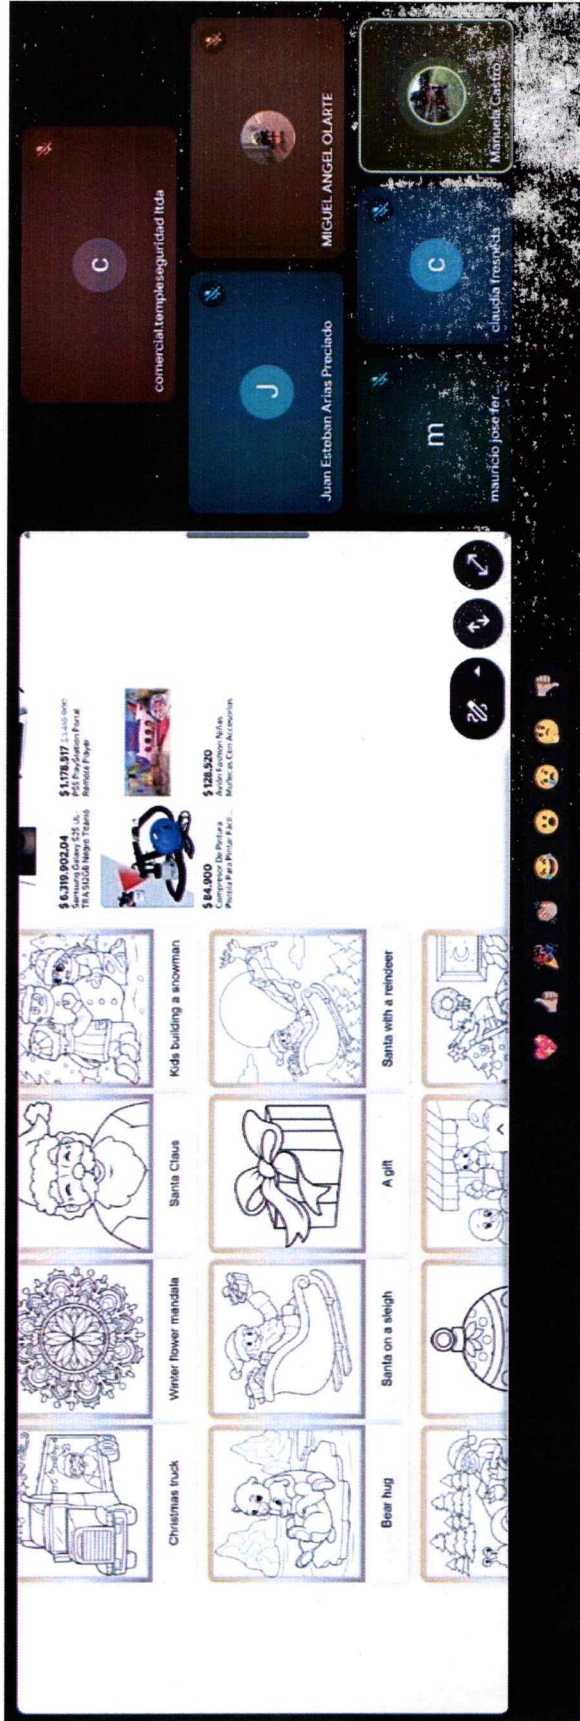 Christmas truck
Winter flower mandala
Santa Claus
Kids building a snowman
Bear hug
Santa on a sleigh
A gift
Santa with a reindeer
$ 6.319.902,04
Samsung Galaxy S25 UL-
TRA 512GB Negro Titanio
$ 1.178.517
PS5 PlayStation Portal
Remote Player
$ 84.900
Compresor De Pintura
Pistola Para Pintar Fácil...
$ 128.520
Avión Fashion Niñas
Muñecas Con Accesorios
C
comercial.templeseguridad ltda
J
Juan Esteban Arias Preciado
MIGUEL ANGEL OLARTE
m
mauricio jose fer...
c
claudia fresneda
Manuela Castro